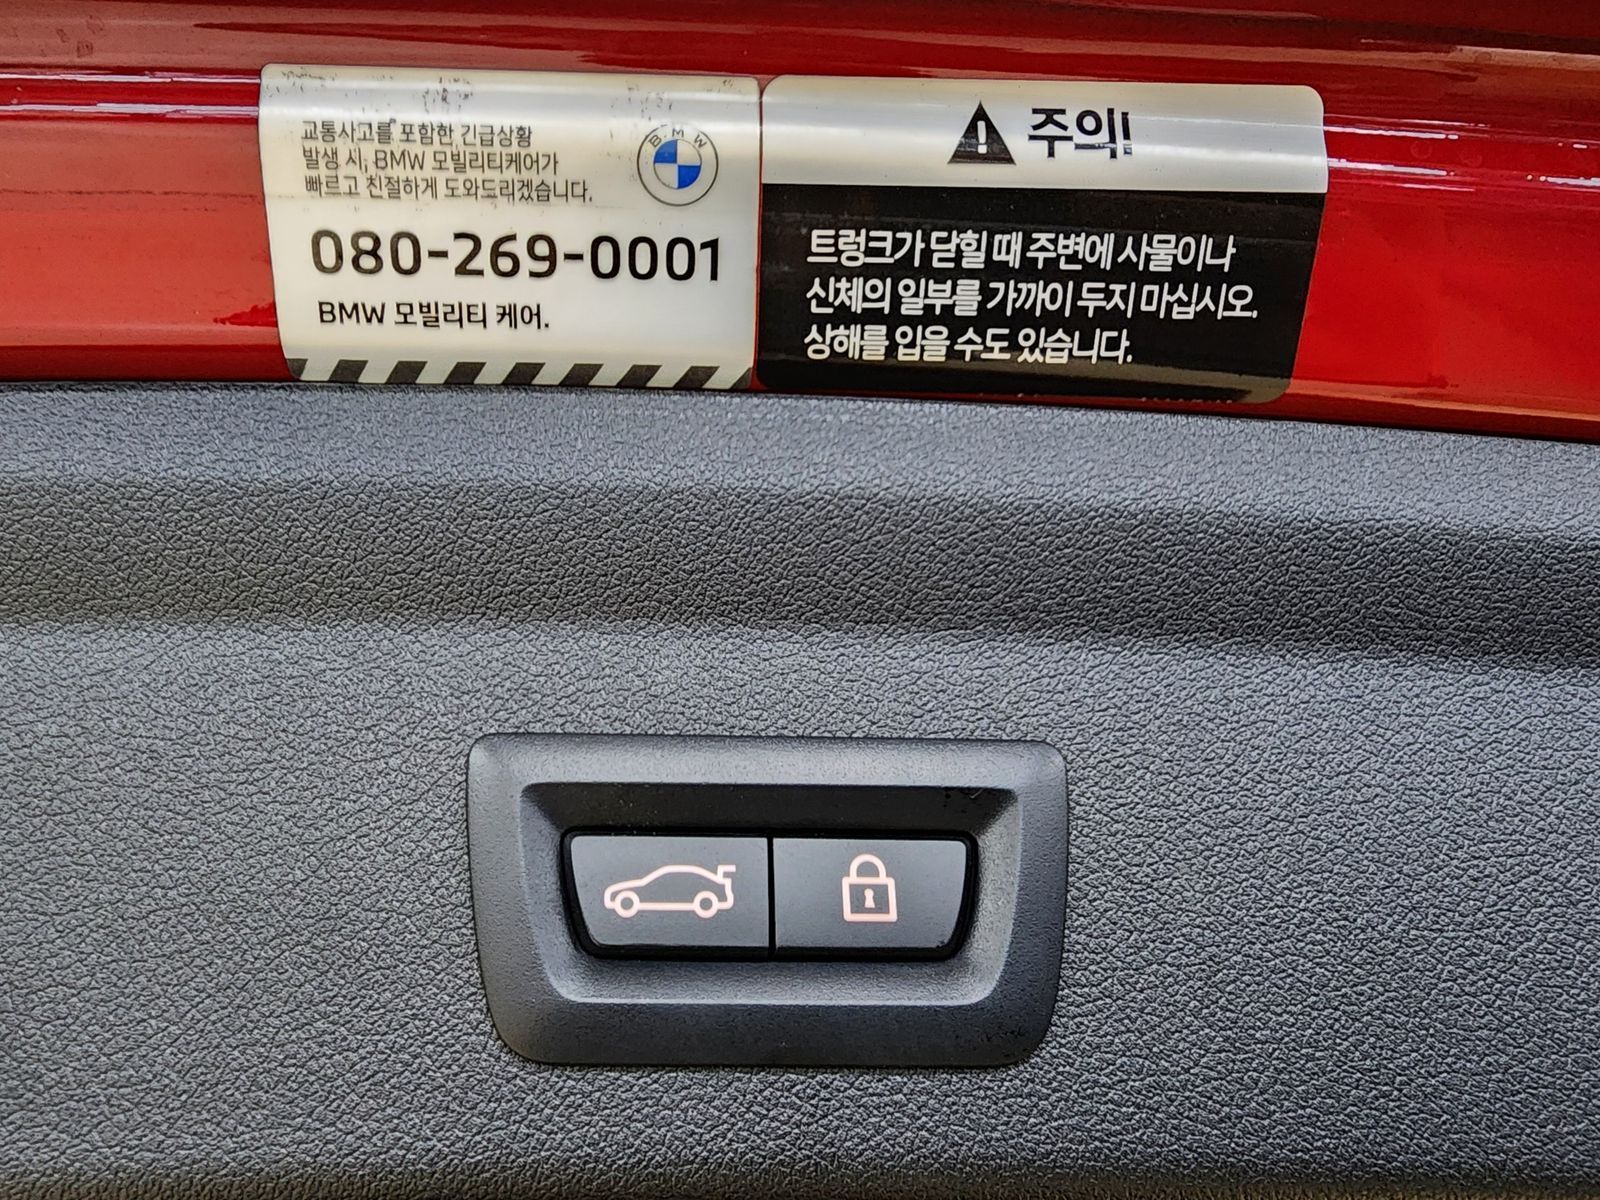 교통사고를 포함한 긴급상황
발생 시, BMW 모빌리티케어가
빠르고 친절하게 도와드리겠습니다.
BMW
080-269-0001
BMW 모빌리티 케어.
주의!
트렁크가 닫힐 때 주변에 사물이나
신체의 일부를 가까이 두지 마십시오.
상해를 입을 수도 있습니다.